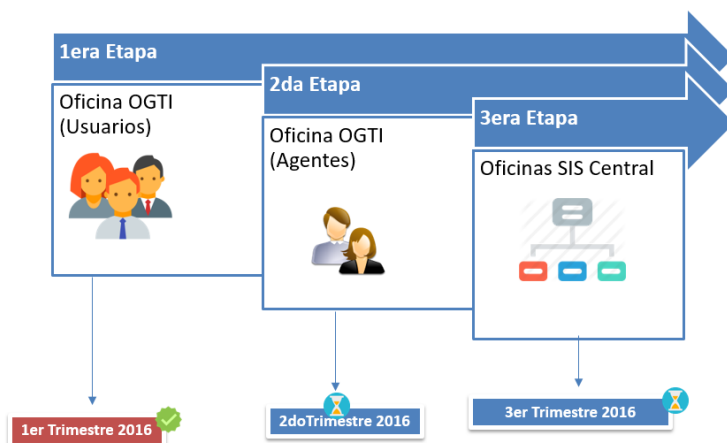 1era Etapa
Oficina OGTI
(Usuarios)
2da Etapa
Oficina OGTI
(Agentes)
3era Etapa
Oficinas SIS Central
1er Trimestre 2016
2doTrimestre 2016
3er Trimestre 2016